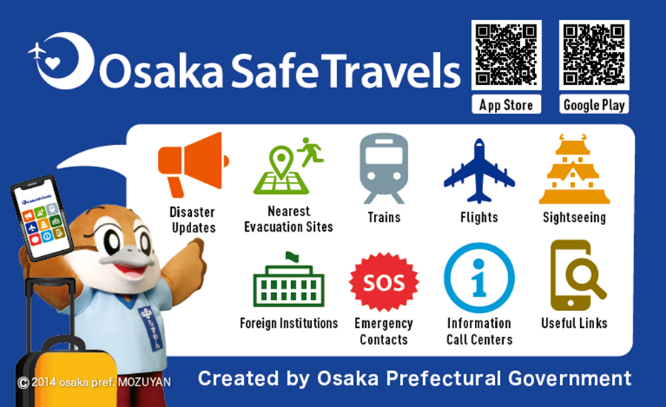 Osaka Safe Travels
App Store
Google Play
Disaster
Updates
Nearest
Evacuation Sites
Trains
Flights
Sightseeing
Foreign Institutions
SOS
Emergency
Contacts
Information
Call Centers
Useful Links
© 2014 osaka pref. MOZUYAN
Created by Osaka Prefectural Government